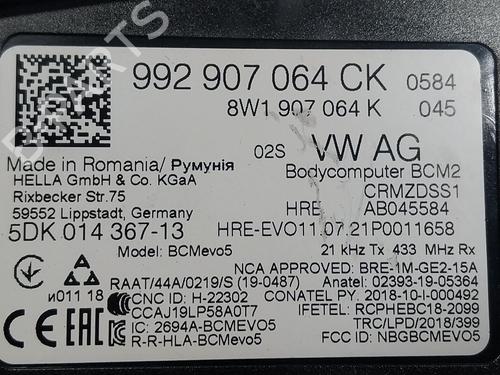 992 907 064 CK 0584
8W1 907 064 K 045
02S VW AG
Made in Romania/ Румунія
Bodycomputer BCM2
HELLA GmbH & Co. KGaA
CRMZDSS1
Rixbecker Str.75
HRE AB045584
59552 Lippstadt, Germany
5DK 014 367-13 HRE-EVO11.07.21P0011658
Model: BCMevo5 21 kHz Tx 433 MHz Rx
NCA APPROVED: BRE-1M-GE2-15A
RAAT/44A/0219/S (19-0487) Anatel: 02393-19-05364
и011 18 CNC ID: H-22302 CONATEL PY. 2018-10-I-000492
CCAJ19LP58A0T7 IFETEL: RCPHEBC18-2099
CE EAC IC: 2694A-BCMEVO5 TRC/LPD/2018/399
R-R-HLA-BCMevo5 FCC ID: NBGBCMEVO5